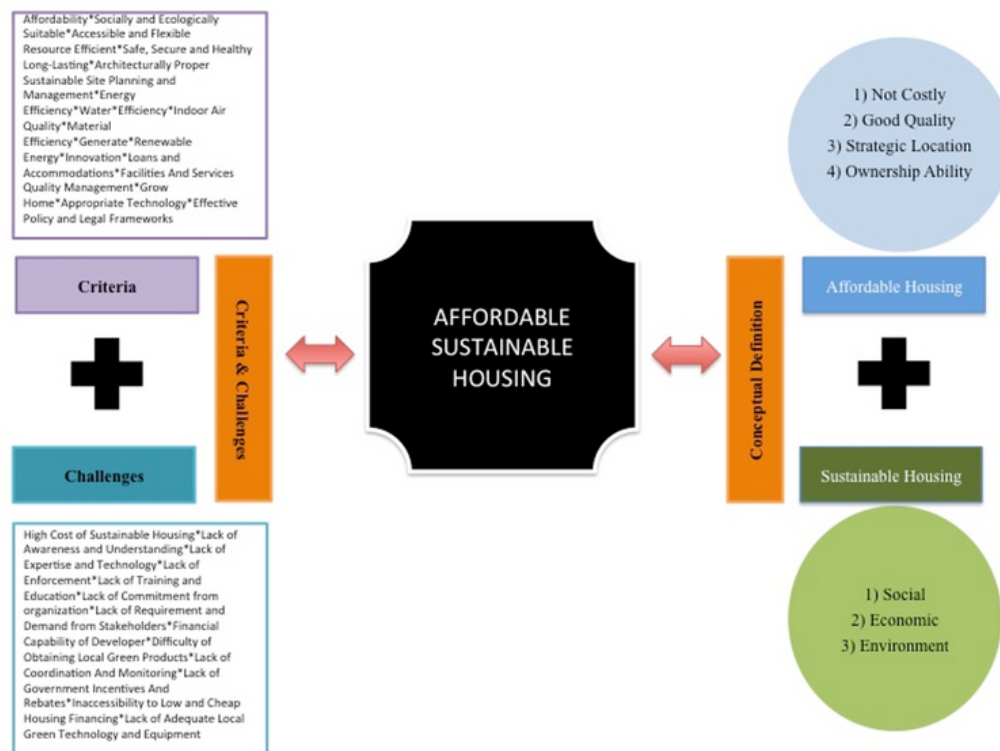 Affordability*Socially and Ecologically
Suitable*Accessible and Flexible
Resource Efficient*Safe, Secure and Healthy
Long-Lasting*Architecturally Proper
Sustainable Site Planning and
Management*Energy
Efficiency*Water*Efficiency*Indoor Air
Quality*Material
Efficiency*Generate*Renewable
Energy*Innovation*Loans and
Accommodations*Facilities And Services
Quality Management*Grow
Home*Appropriate Technology*Effective
Policy and Legal Frameworks
Criteria
Challenges
High Cost of Sustainable Housing*Lack of
Awareness and Understanding*Lack of
Expertise and Technology*Lack of
Enforcement*Lack of Training and
Education*Lack of Commitment from
organization*Lack of Requirement and
Demand from Stakeholders*Financial
Capability of Developer*Difficulty of
Obtaining Local Green Products*Lack of
Coordination And Monitoring*Lack of
Government Incentives And
Rebates*Inaccessibility to Low and Cheap
Housing Financing*Lack of Adequate Local
Green Technology and Equipment
Criteria & Challenges
AFFORDABLE
SUSTAINABLE
HOUSING
Conceptual Definition
1) Not Costly
2) Good Quality
3) Strategic Location
4) Ownership Ability
Affordable Housing
Sustainable Housing
1) Social
2) Economic
3) Environment